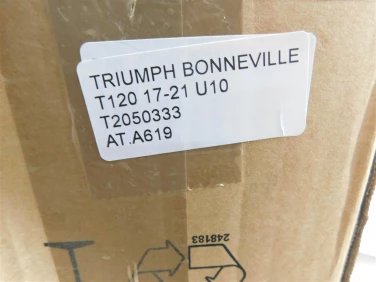 TRIUMPH BONNEVILLE
T120 17-21 U10
T2050333
AT.A619
248183